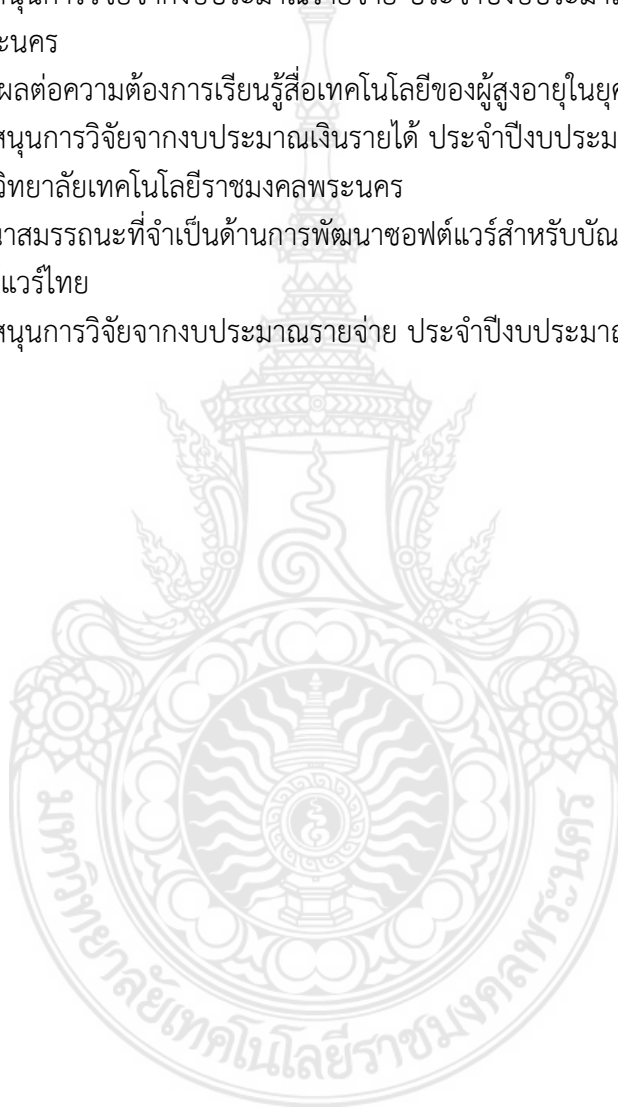 นุนการวิจัยจากงบประมาณรายจ่าย ประจำปีงบประมาณ
ะนคร
ผลต่อความต้องการเรียนรู้สื่อเทคโนโลยีของผู้สูงอายุในยุค
สนุนการวิจัยจากงบประมาณเงินรายได้ ประจำปีงบประม
วิทยาลัยเทคโนโลยีราชมงคลพระนคร
นาสมรรถนะที่จำเป็นด้านการพัฒนาซอฟต์แวร์สำหรับบัณ
แวร์ไทย
สนุนการวิจัยจากงบประมาณรายจ่าย ประจำปีงบประมาณ
มหาวิทยาลัยเทคโนโลยีราชมงคลพระนคร